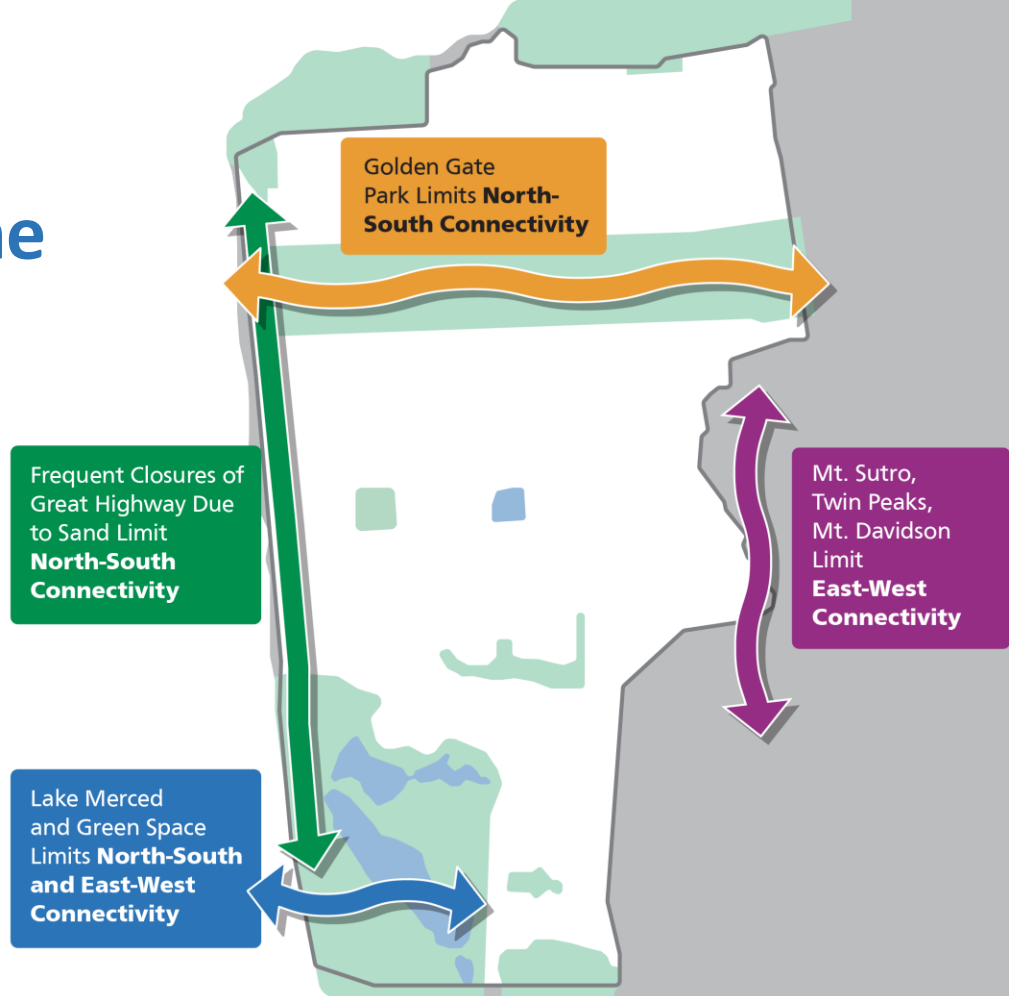 Golden Gate
Park Limits North-
South Connectivity
Frequent Closures of
Great Highway Due
to Sand Limit
North-South
Connectivity
Mt. Sutro,
Twin Peaks,
Mt. Davidson
Limit
East-West
Connectivity
Lake Merced
and Green Space
Limits North-South
and East-West
Connectivity